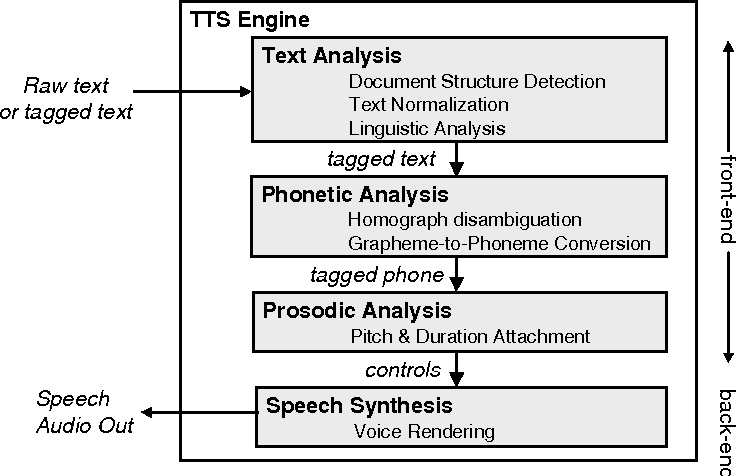 TTS Engine
Text Analysis
Document Structure Detection
Text Normalization
Linguistic Analysis
Raw text
or tagged text
tagged text
Phonetic Analysis
Homograph disambiguation
Grapheme-to-Phoneme Conversion
tagged phone
Prosodic Analysis
Pitch & Duration Attachment
controls
Speech Synthesis
Voice Rendering
Speech
Audio Out
front-end
back-end